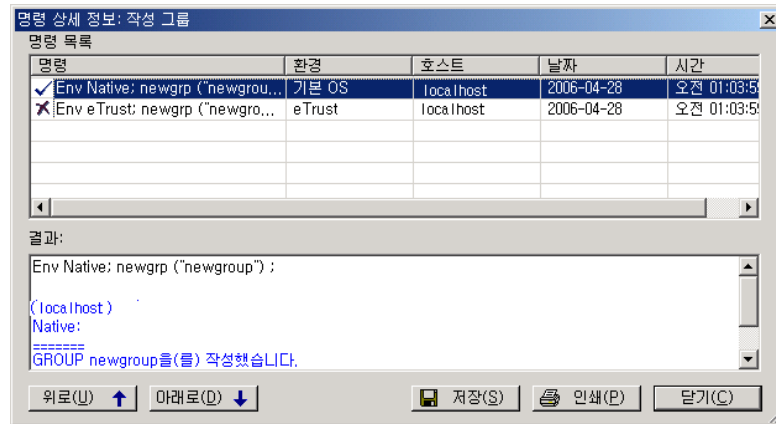 명령 상세 정보: 작성 그룹
명령 목록
명령 환경 호스트 날짜 시간
Env Native; newgrp ("newgrou... 기본 OS localhost 2006-04-28 오전 01:03:5
Env eTrust; newgrp ("newgro... eTrust localhost 2006-04-28 오전 01:03:5
결과:
Env Native; newgrp ("newgroup") ;
(localhost)
Native:
=======
GROUP newgroup을(를) 작성했습니다.
위로(U) 아래로(D) 저장(S) 인쇄(P) 닫기(C)